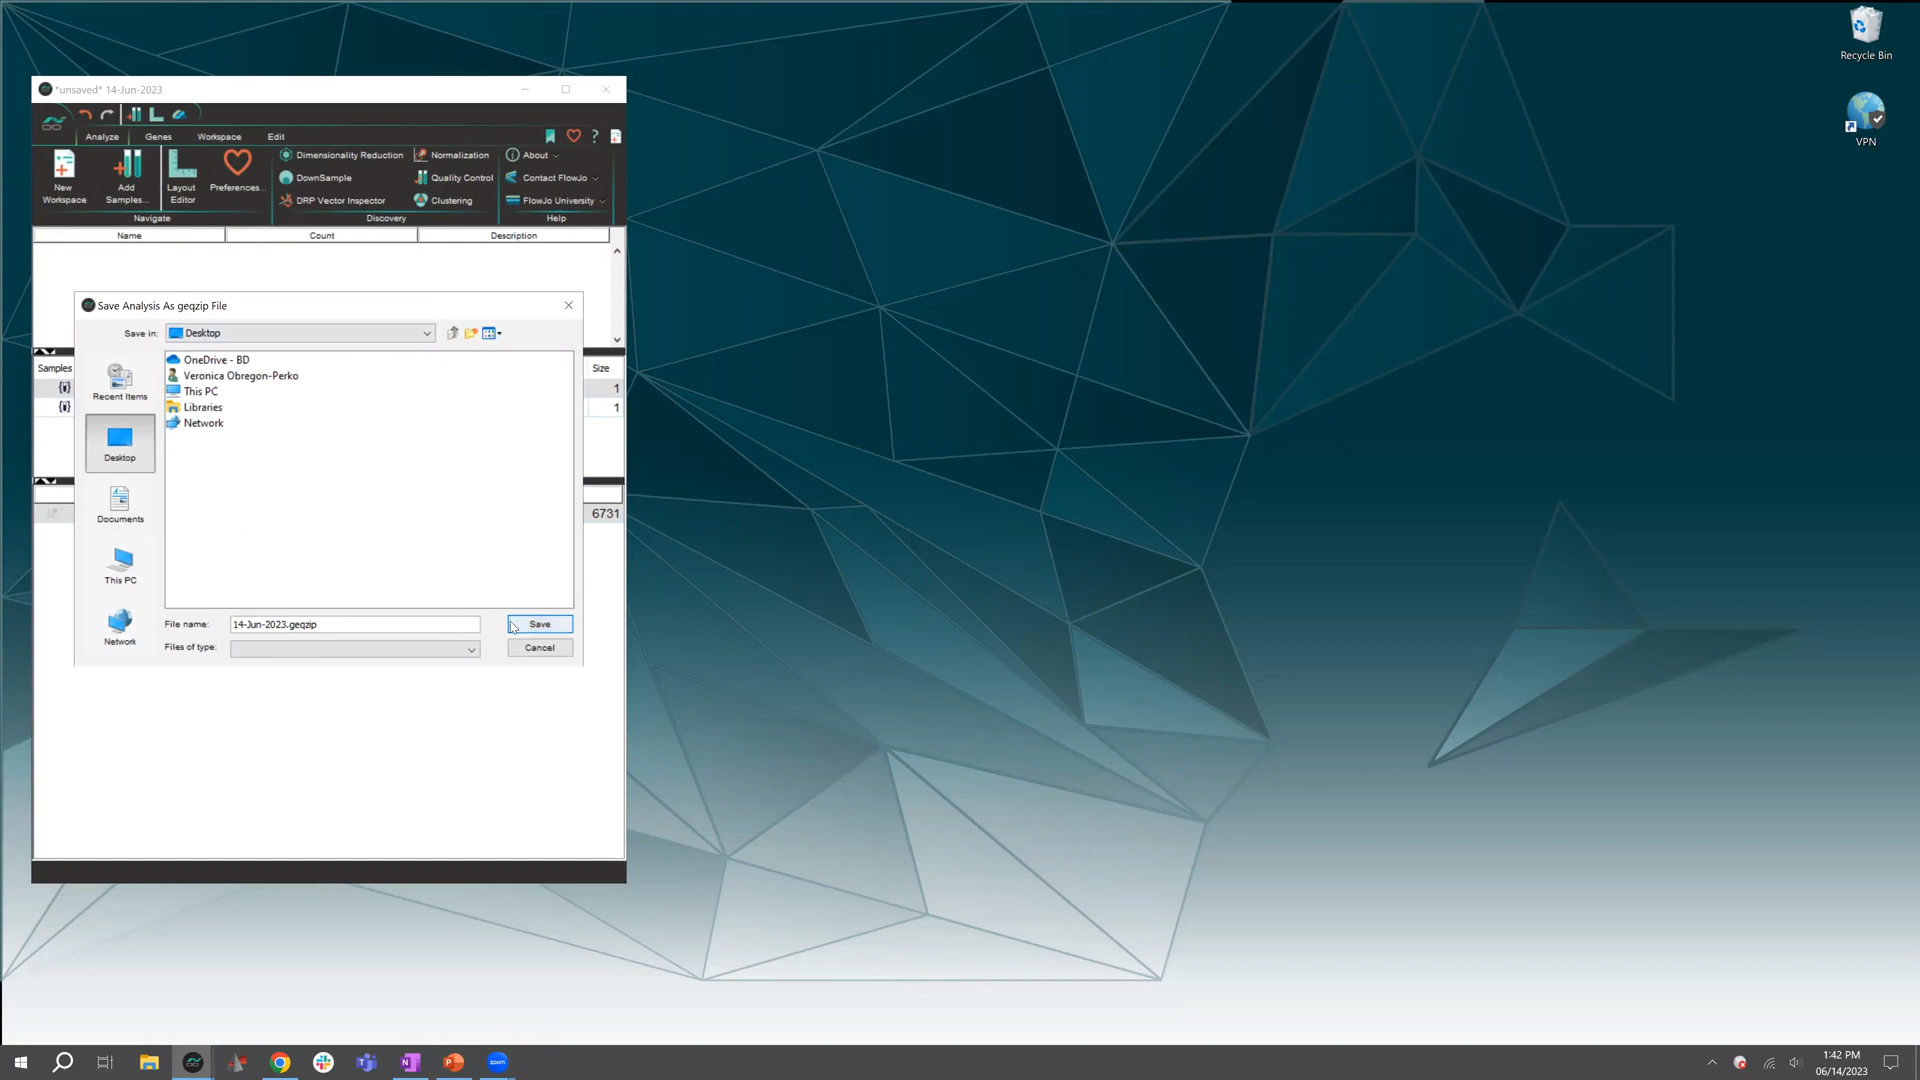 Recycle Bin
VPN
*unsaved* 14-Jun-2023
Analyze Genes Workspace Edit
?
New Workspace
Add Samples...
Layout Editor
Preferences...
Dimensionality Reduction
DownSample
DRP Vector Inspector
Normalization
Quality Control
Clustering
About
Contact FlowJo
FlowJo University
Navigate Discovery Help
Name Count Description
Save Analysis As geqzip File
Save in: Desktop
Samples Size
1
1
6731
Recent Items
Desktop
Documents
This PC
Network
OneDrive - BD
Veronica Obregon-Perko
This PC
Libraries
Network
File name: 14-Jun-2023.geqzip Save
Files of type: Cancel
zoom
1:42 PM
06/14/2023